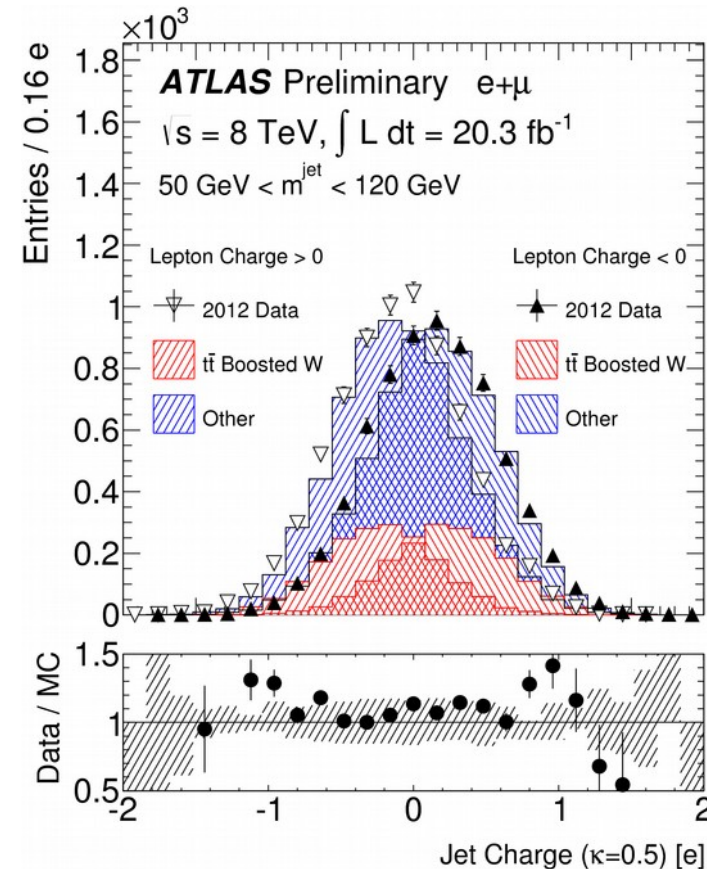 ×10³
Entries / 0.16 e
1.8
1.6
1.4
1.2
1
0.8
0.6
0.4
0.2
0
ATLAS Preliminary e+μ
√s = 8 TeV, ∫ L dt = 20.3 fb⁻¹
50 GeV < m^jet < 120 GeV
Lepton Charge > 0
2012 Data
tt̄ Boosted W
Other
Lepton Charge < 0
2012 Data
tt̄ Boosted W
Other
Data / MC
1.5
1
0.5
-2 -1 0 1 2
Jet Charge (κ=0.5) [e]